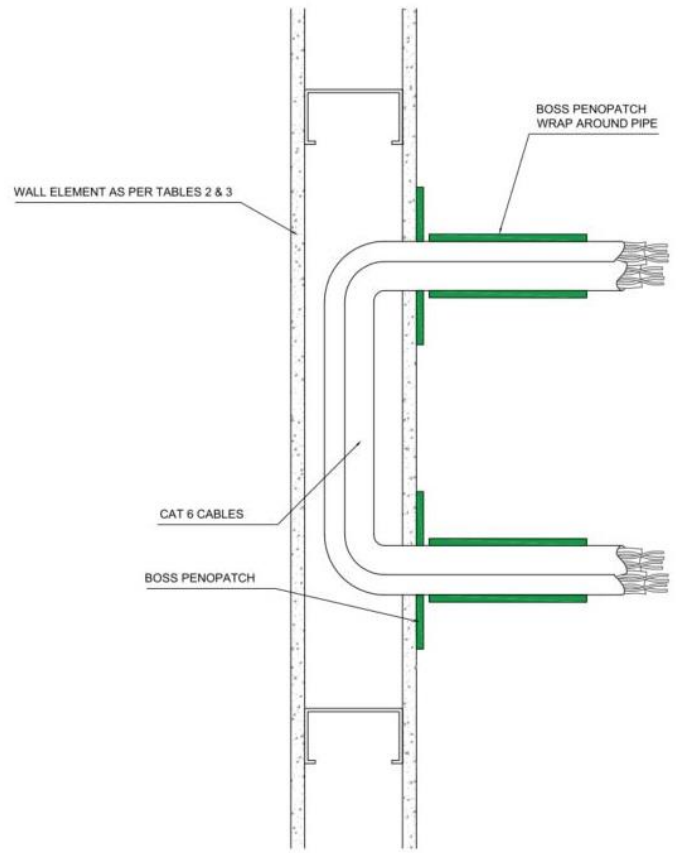 BOSS PENOPATCH
WRAP AROUND PIPE
WALL ELEMENT AS PER TABLES 2 & 3
CAT 6 CABLES
BOSS PENOPATCH